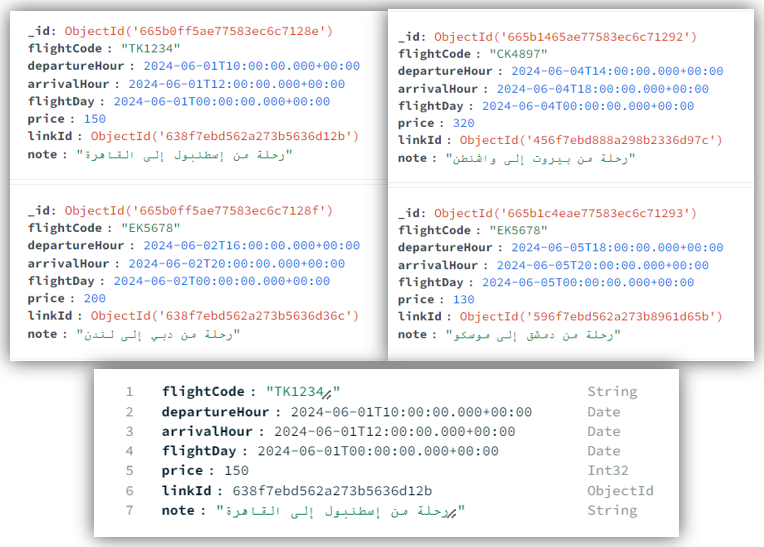 _id: ObjectId('665b0ff5ae77583ec6c7128e')
flightCode : "TK1234"
departureHour : 2024-06-01T10:00:00.000+00:00
arrivalHour : 2024-06-01T12:00:00.000+00:00
flightDay : 2024-06-01T00:00:00.000+00:00
price : 150
linkId : ObjectId('638f7ebd562a273b5636d12b')
note : "رحلة من إسطنبول إلى القاهرة"
_id: ObjectId('665b0ff5ae77583ec6c7128f')
flightCode : "EK5678"
departureHour : 2024-06-02T16:00:00.000+00:00
arrivalHour : 2024-06-02T20:00:00.000+00:00
flightDay : 2024-06-02T00:00:00.000+00:00
price : 200
linkId : ObjectId('638f7ebd562a273b5636d36c')
note : "رحلة من دبي إلى لندن"
_id: ObjectId('665b1465ae77583ec6c71292')
flightCode : "CK4897"
departureHour : 2024-06-04T14:00:00.000+00:00
arrivalHour : 2024-06-04T18:00:00.000+00:00
flightDay : 2024-06-04T00:00:00.000+00:00
price : 320
linkId : ObjectId('456f7ebd888a298b2336d97c')
note : "رحلة من بيروت إلى واشنطن"
_id: ObjectId('665b1c4eae77583ec6c71293')
flightCode : "EK5678"
departureHour : 2024-06-05T18:00:00.000+00:00
arrivalHour : 2024-06-05T20:00:00.000+00:00
flightDay : 2024-06-05T00:00:00.000+00:00
price : 130
linkId : ObjectId('596f7ebd562a273b8961d65b')
note : "رحلة من دمشق إلى موسكو"
1 flightCode : "TK1234" String
2 departureHour : 2024-06-01T10:00:00.000+00:00 Date
3 arrivalHour : 2024-06-01T12:00:00.000+00:00 Date
4 flightDay : 2024-06-01T00:00:00.000+00:00 Date
5 price : 150 Int32
6 linkId : 638f7ebd562a273b5636d12b ObjectId
7 note : "رحلة من إسطنبول إلى القاهرة" String